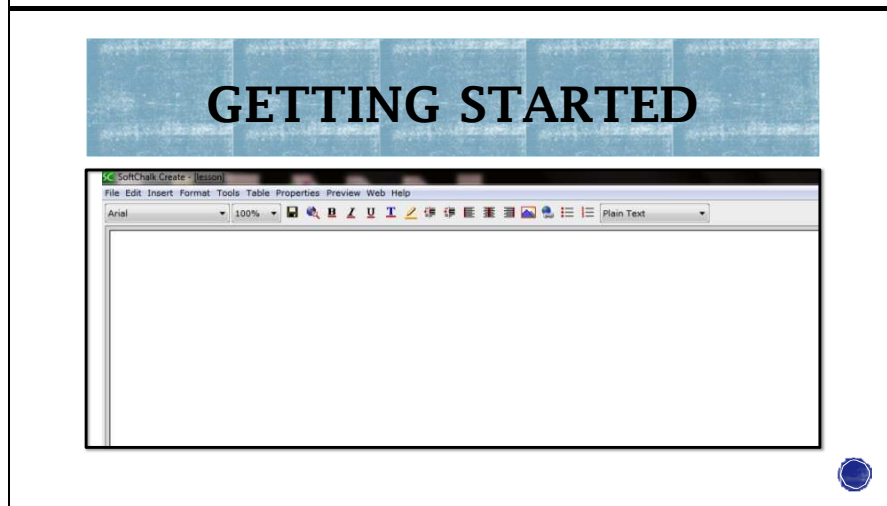 GETTING STARTED
SC SoftChalk Create - [lesson]
File Edit Insert Format Tools Table Properties Preview Web Help
Arial 100% B I U T Plain Text